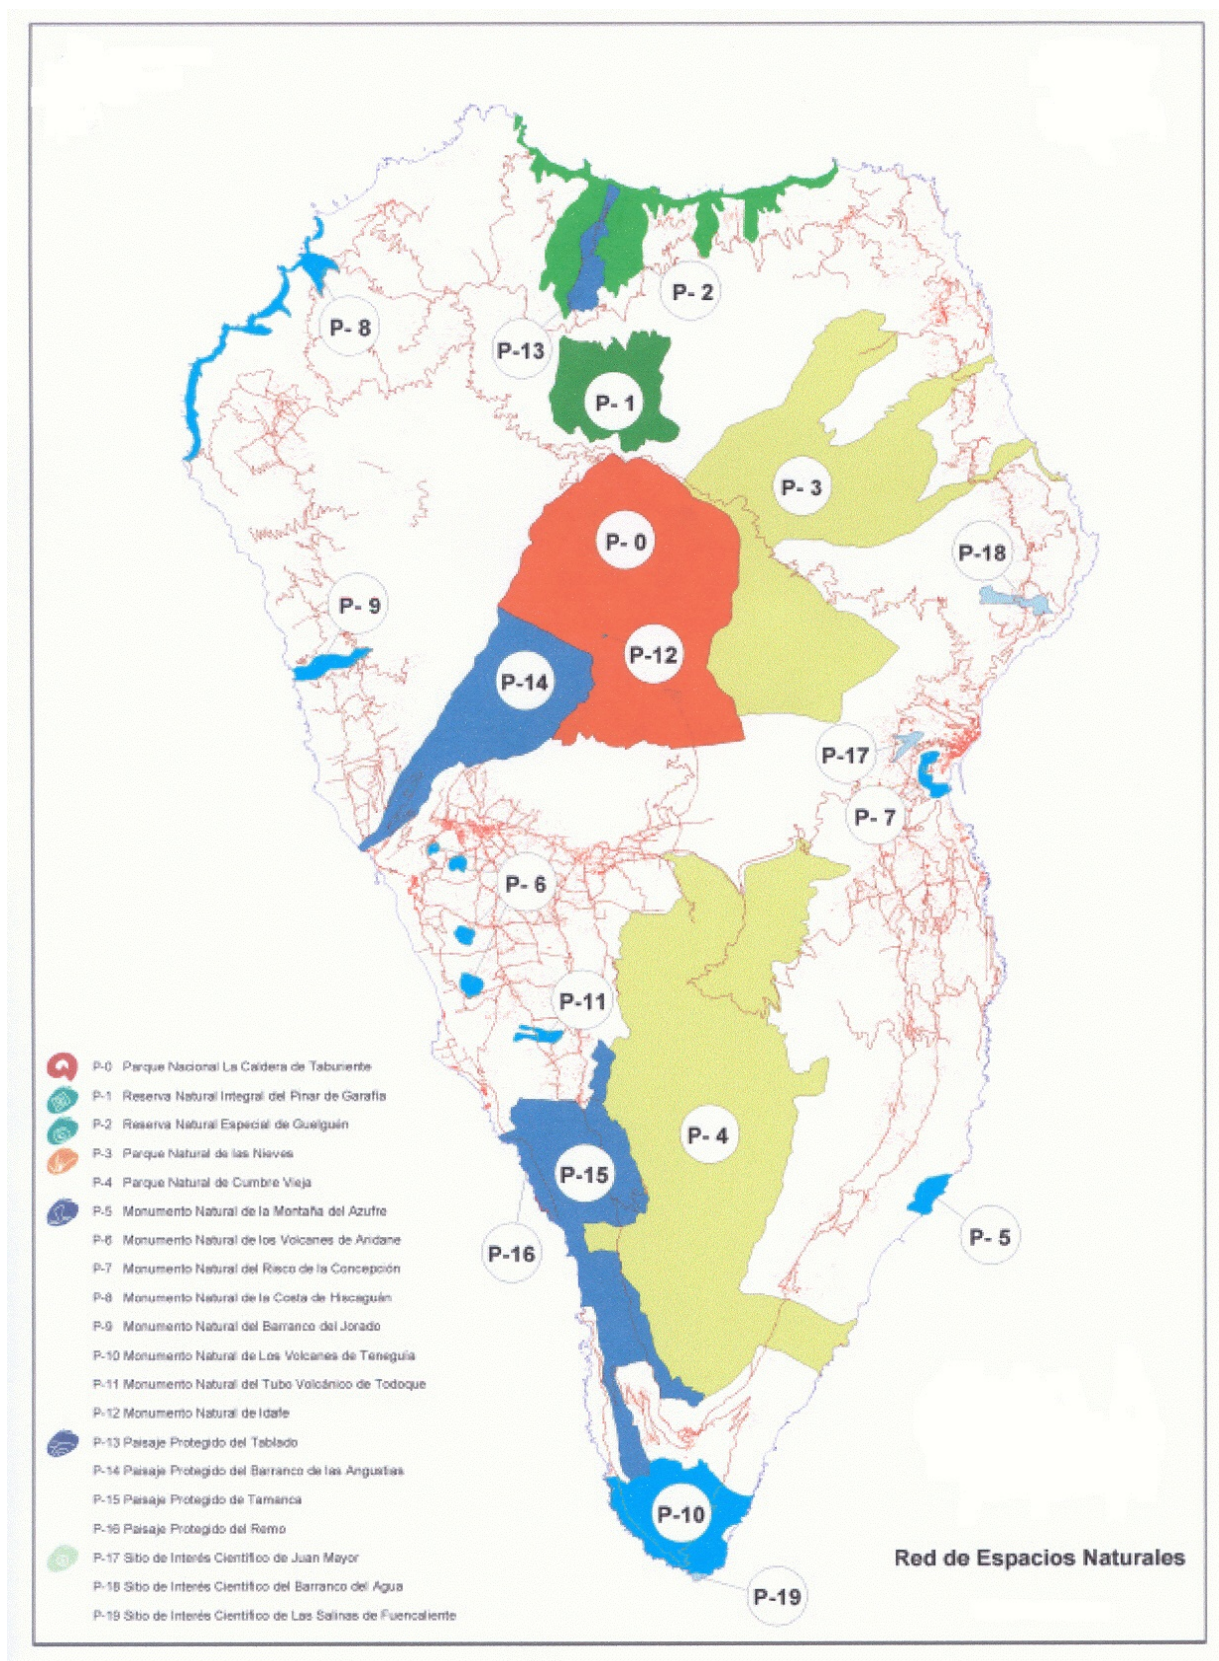 P- 2
P- 8
P-13
P- 1
P- 3
P- 0
P-18
P- 9
P-12
P-14
P-17
P- 7
P- 6
P-11
P- 4
P-15
P-16
P- 5
P-10
P-19
P-0 Parque Nacional La Caldera de Taburiente
P-1 Reserva Natural Integral del Pinar de Garafía
P-2 Reserva Natural Especial de Guelguén
P-3 Parque Natural de las Nieves
P-4 Parque Natural de Cumbre Vieja
P-5 Monumento Natural de la Montaña del Azufre
P-6 Monumento Natural de los Volcanes de Aridane
P-7 Monumento Natural del Risco de la Concepción
P-8 Monumento Natural de la Costa de Hiscaguán
P-9 Monumento Natural del Barranco del Jorado
P-10 Monumento Natural de Los Volcanes de Teneguía
P-11 Monumento Natural del Tubo Volcánico de Todoque
P-12 Monumento Natural de Idafe
P-13 Paisaje Protegido del Tablado
P-14 Paisaje Protegido del Barranco de las Angustias
P-15 Paisaje Protegido de Tamanca
P-16 Paisaje Protegido del Remo
P-17 Sitio de Interés Científico de Juan Mayor
P-18 Sitio de Interés Científico del Barranco del Agua
P-19 Sitio de Interés Científico de Las Salinas de Fuencaliente
Red de Espacios Naturales